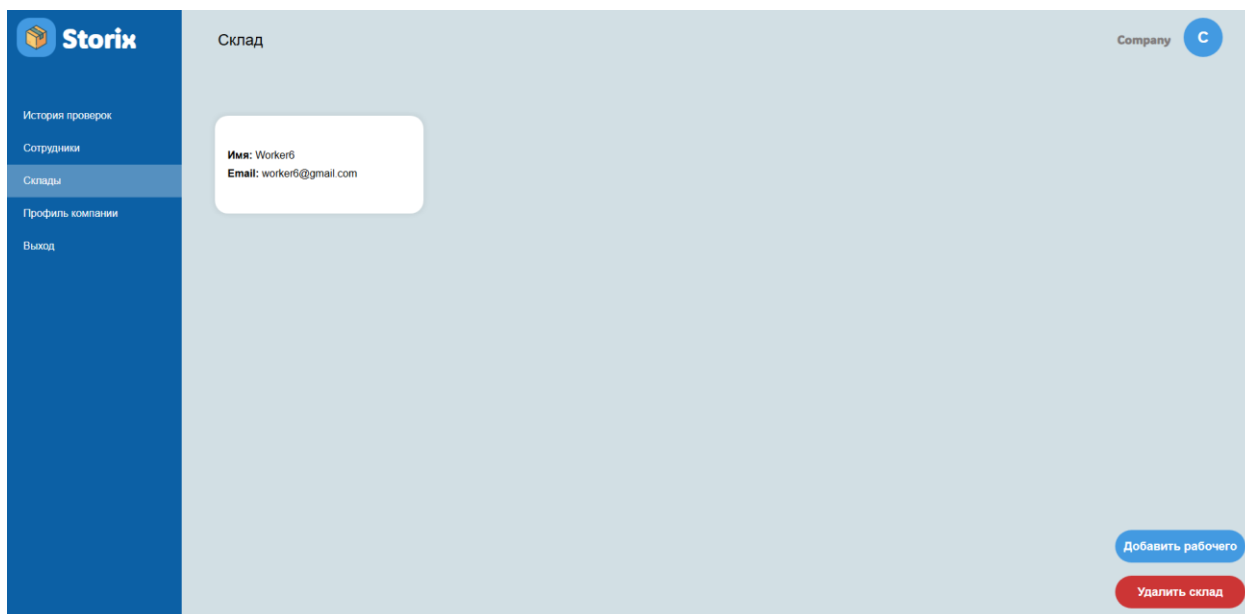 Storix
Склад
Company
C
История проверок
Сотрудники
Склады
Профиль компании
Выход
Имя: Worker6
Email: worker6@gmail.com
Добавить рабочего
Удалить склад